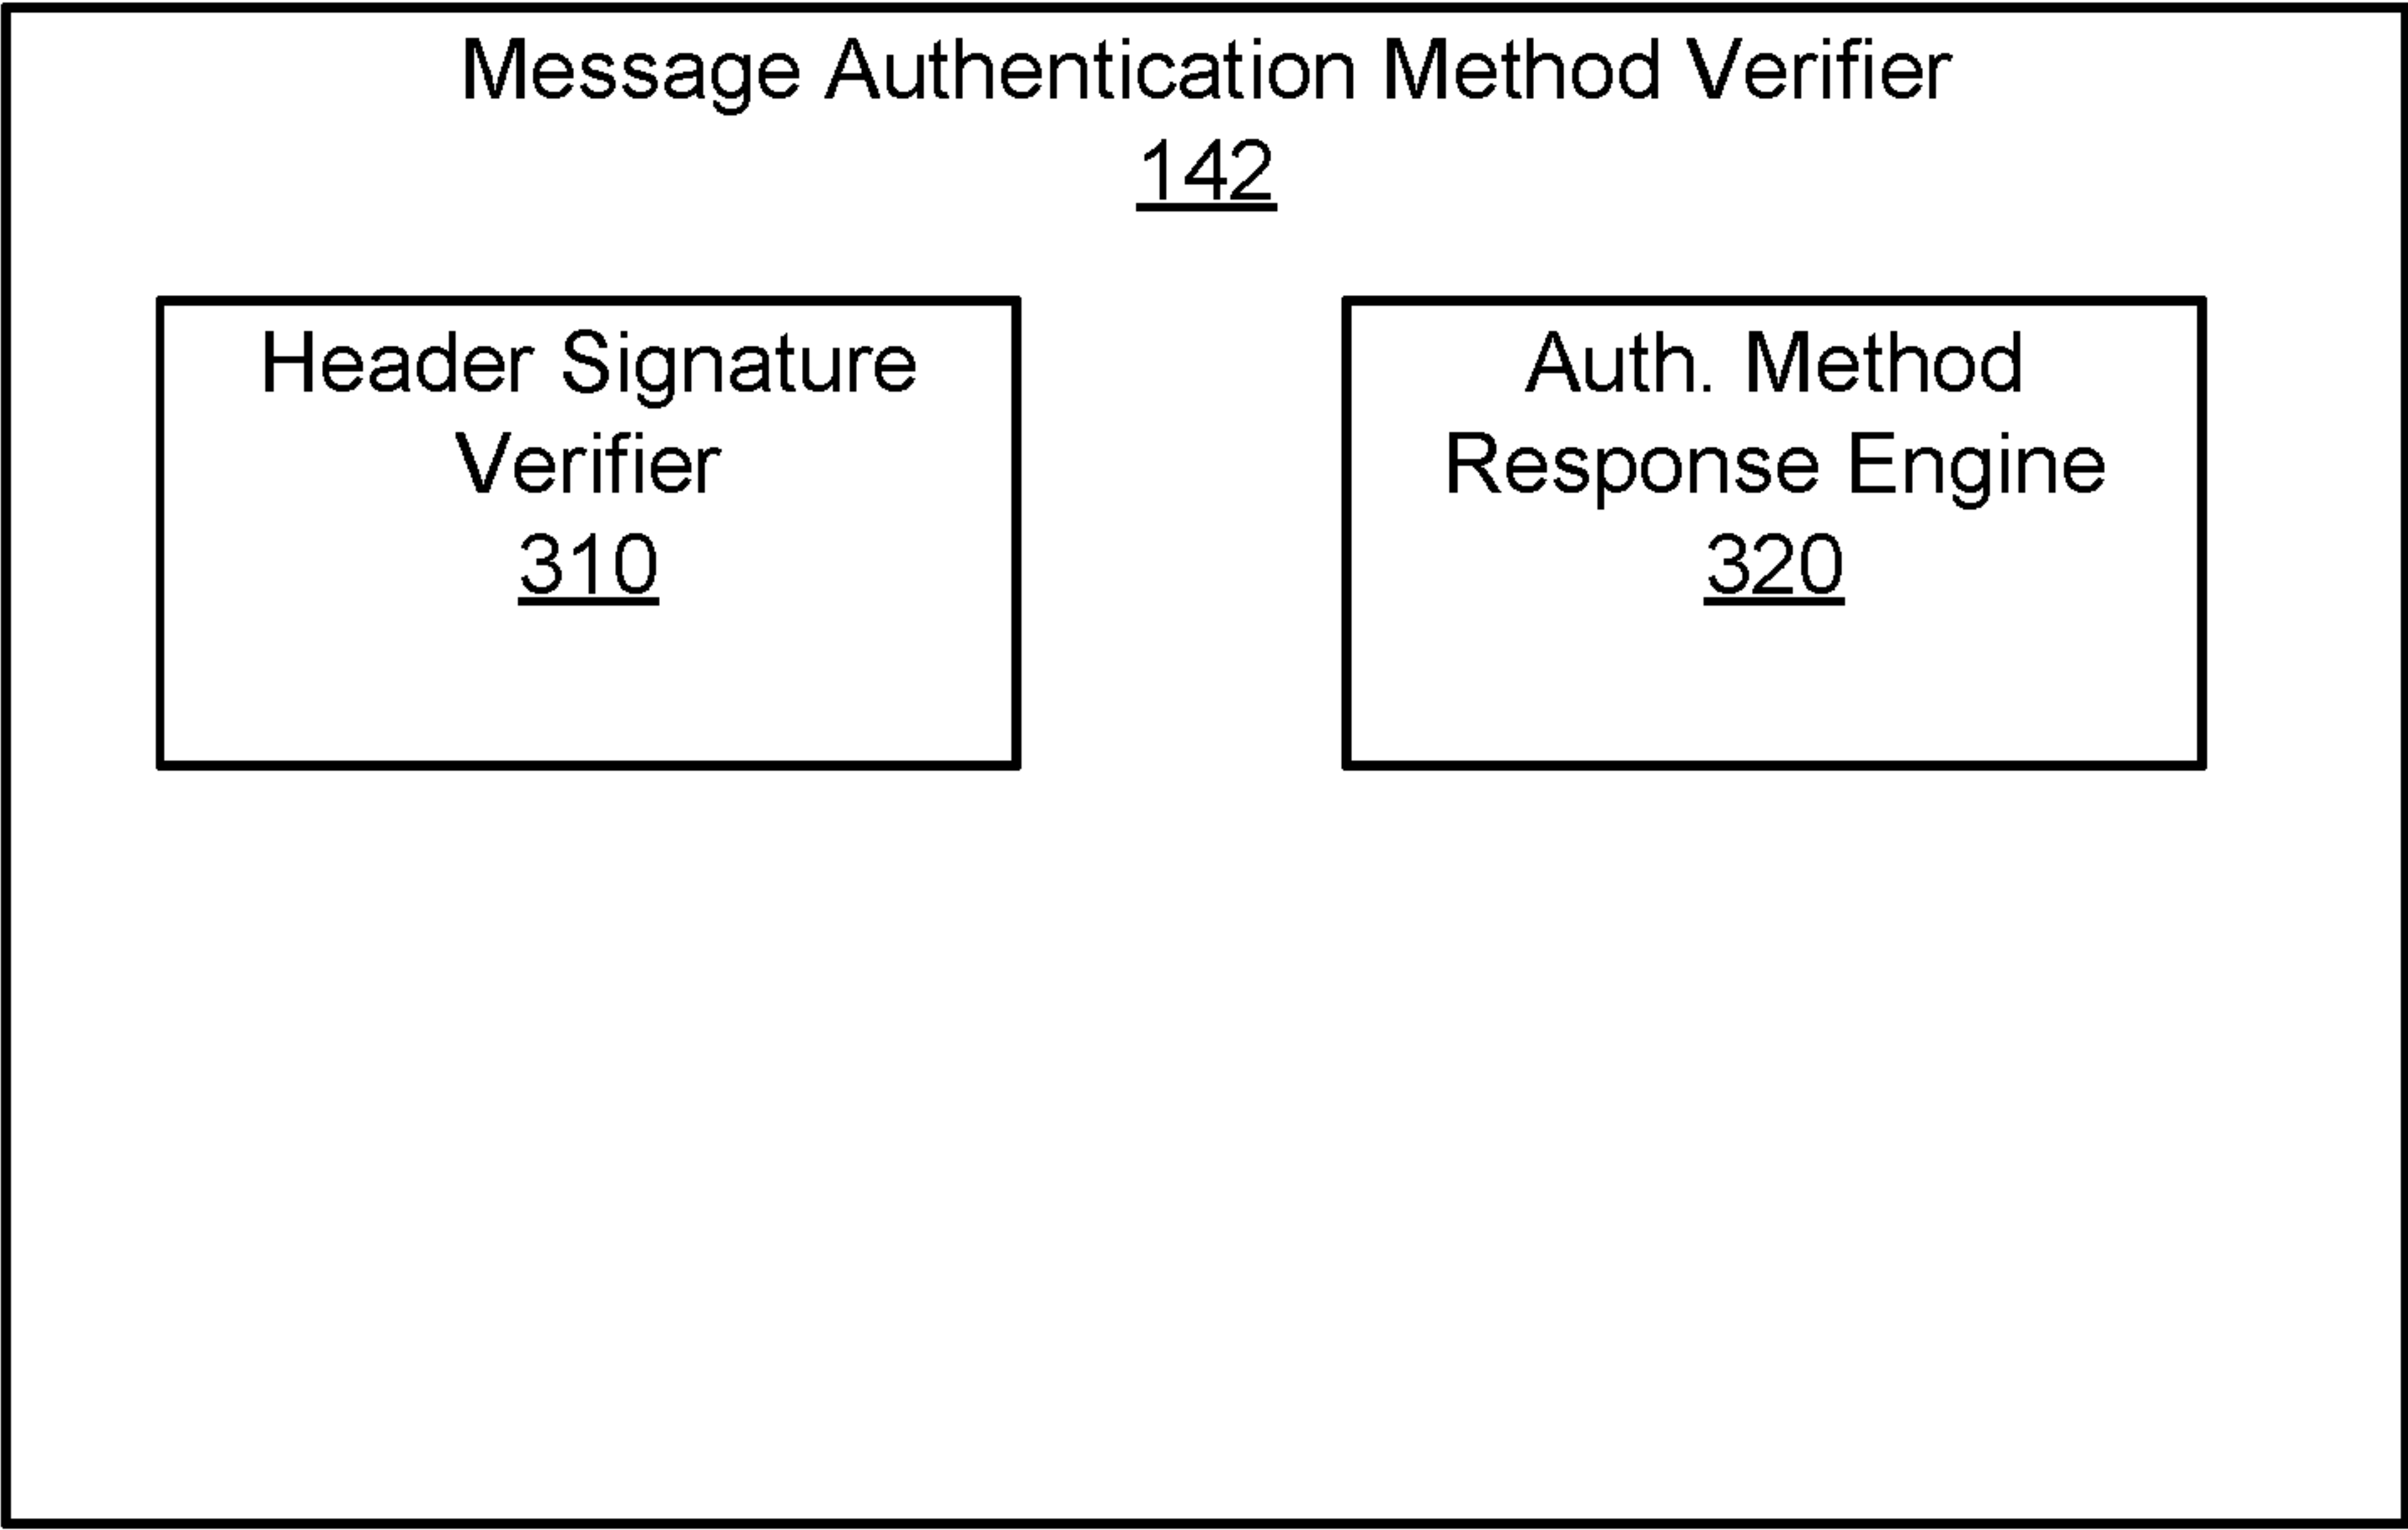 Message Authentication Method Verifier
142
Header Signature
Verifier
310
Auth. Method
Response Engine
320